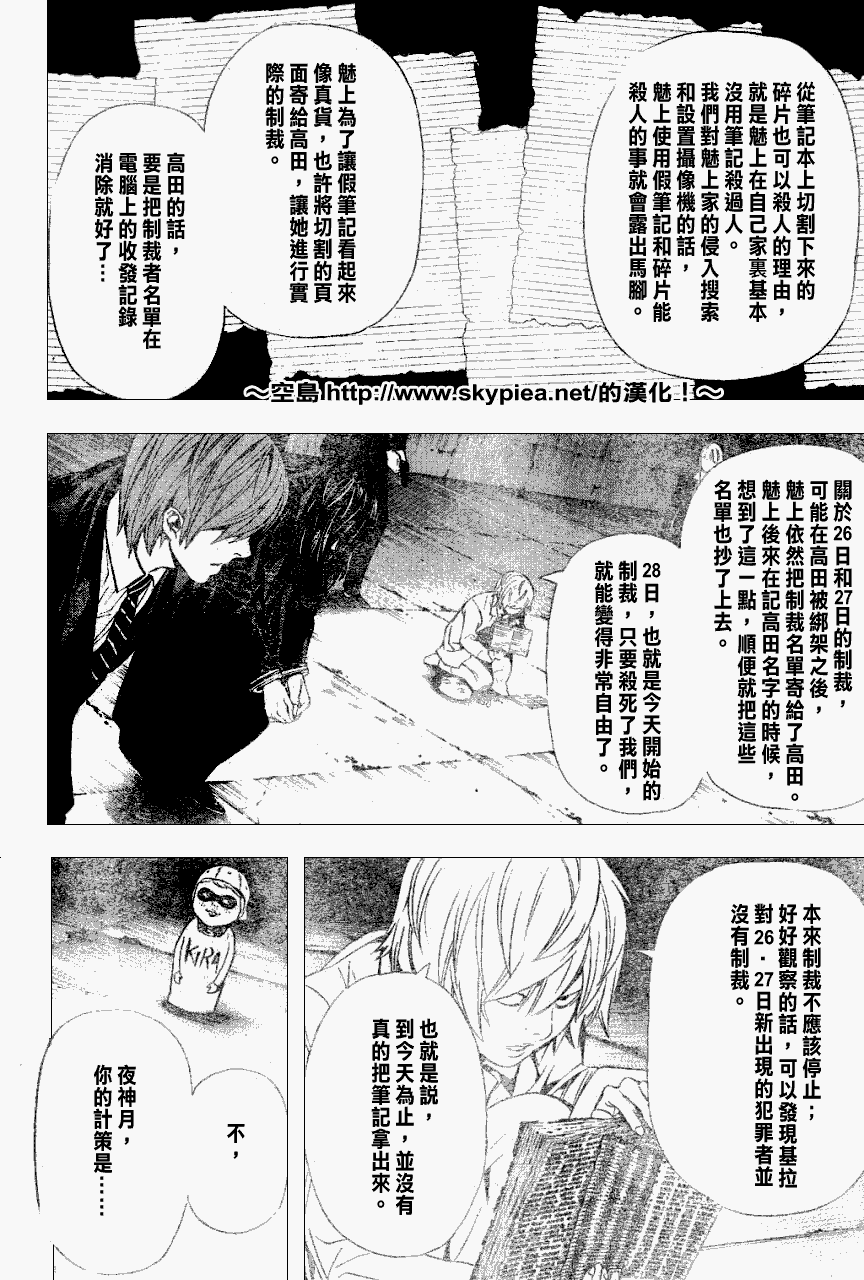 從筆記本上切割下來的
碎片也可以殺人的理由，
就是魅上在自己家裏基本
沒用筆記殺過人。
我們對魅上家的侵入搜索
和設置攝像機的話，
魅上使用假筆記和碎片能
殺人的事就會露出馬腳。
魅上為了讓假筆記看起來
像真貨，也許將切割的頁
面寄給高田，讓她進行實
際的制裁。
高田的話，
要是把制裁者名單在
電腦上的收發記錄
消除就好了…
～空島 http://www.skypiea.net/的漢化！～
關於26日和27日的制裁，
可能在高田被綁架之後，
魅上依然把制裁名單寄給了高田。
魅上後來在記高田名字的時候，
想到了這一點，順便就把這些
名單也抄了上去。
28日，也就是今天開始的
制裁，只要殺死了我們，
就能變得非常自由了。
本來制裁不應該停止；
好好觀察的話，可以發現基拉
對26．27日新出現的犯罪者並
沒有制裁。
也就是說，
到今天為止，並沒有
真的把筆記拿出來。
KIRA
不，
夜神月，
你的計策是……